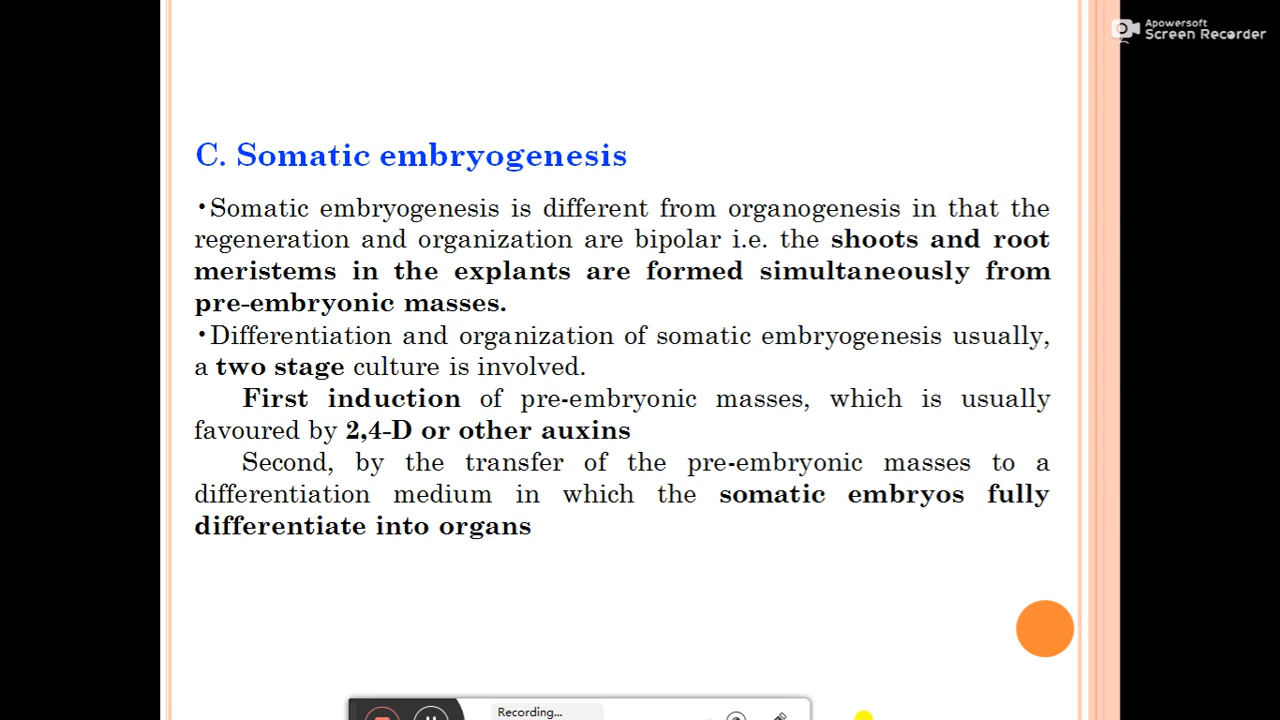 Apowersoft
Screen Recorder
C. Somatic embryogenesis
•Somatic embryogenesis is different from organogenesis in that the
regeneration and organization are bipolar i.e. the shoots and root
meristems in the explants are formed simultaneously from
pre-embryonic masses.
•Differentiation and organization of somatic embryogenesis usually,
a two stage culture is involved.
First induction of pre-embryonic masses, which is usually
favoured by 2,4-D or other auxins
Second, by the transfer of the pre-embryonic masses to a
differentiation medium in which the somatic embryos fully
differentiate into organs
Recording...